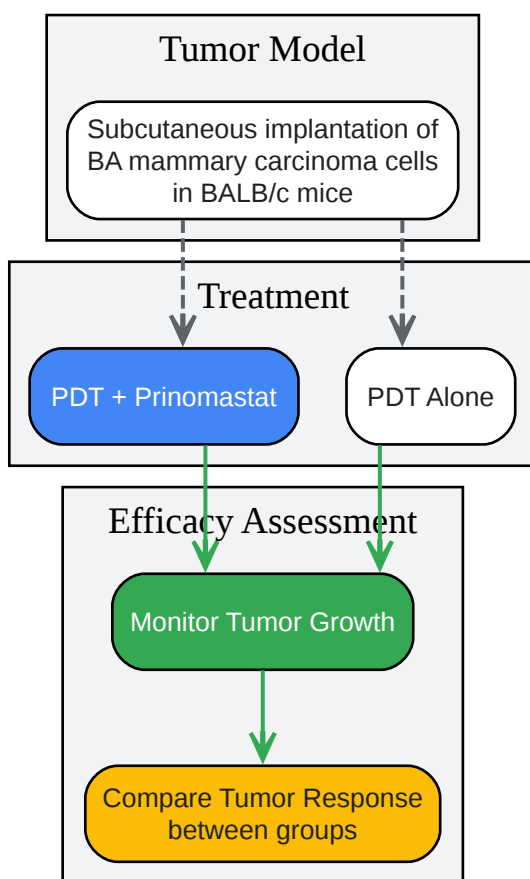 Tumor Model
Subcutaneous implantation of
BA mammary carcinoma cells
in BALB/c mice
Treatment
PDT + Prinomastat
PDT Alone
Efficacy Assessment
Monitor Tumor Growth
Compare Tumor Response
between groups